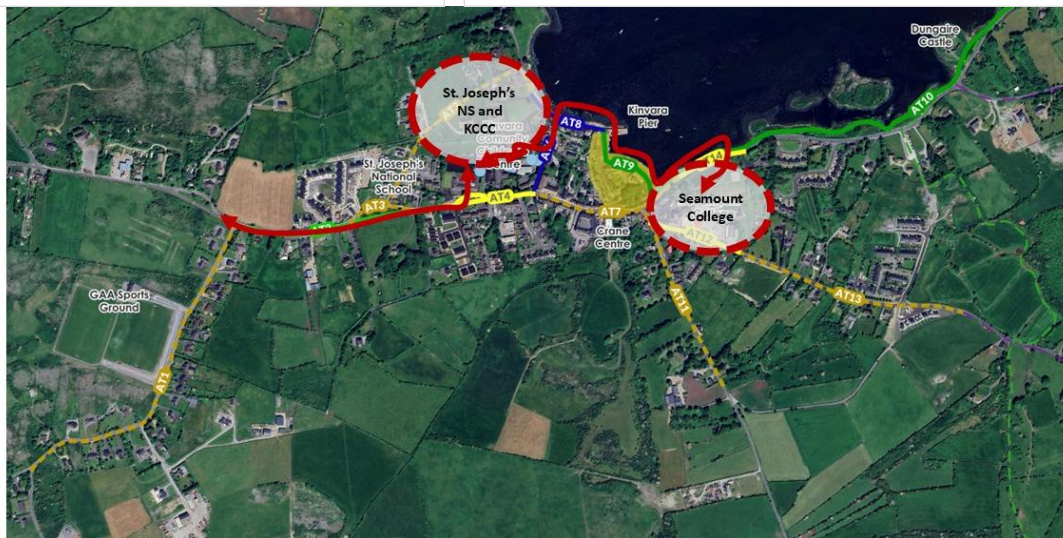 Dungaire
Castle
St. Joseph's
NS and
KCCC
Kinvara
Pier
AT10
AT8
AT9
St. Joseph's
National
School
AT3
AT4
AT7
Seamount
College
Crane
Centre
AT12
GAA Sports
Ground
AT11
AT13
AT1